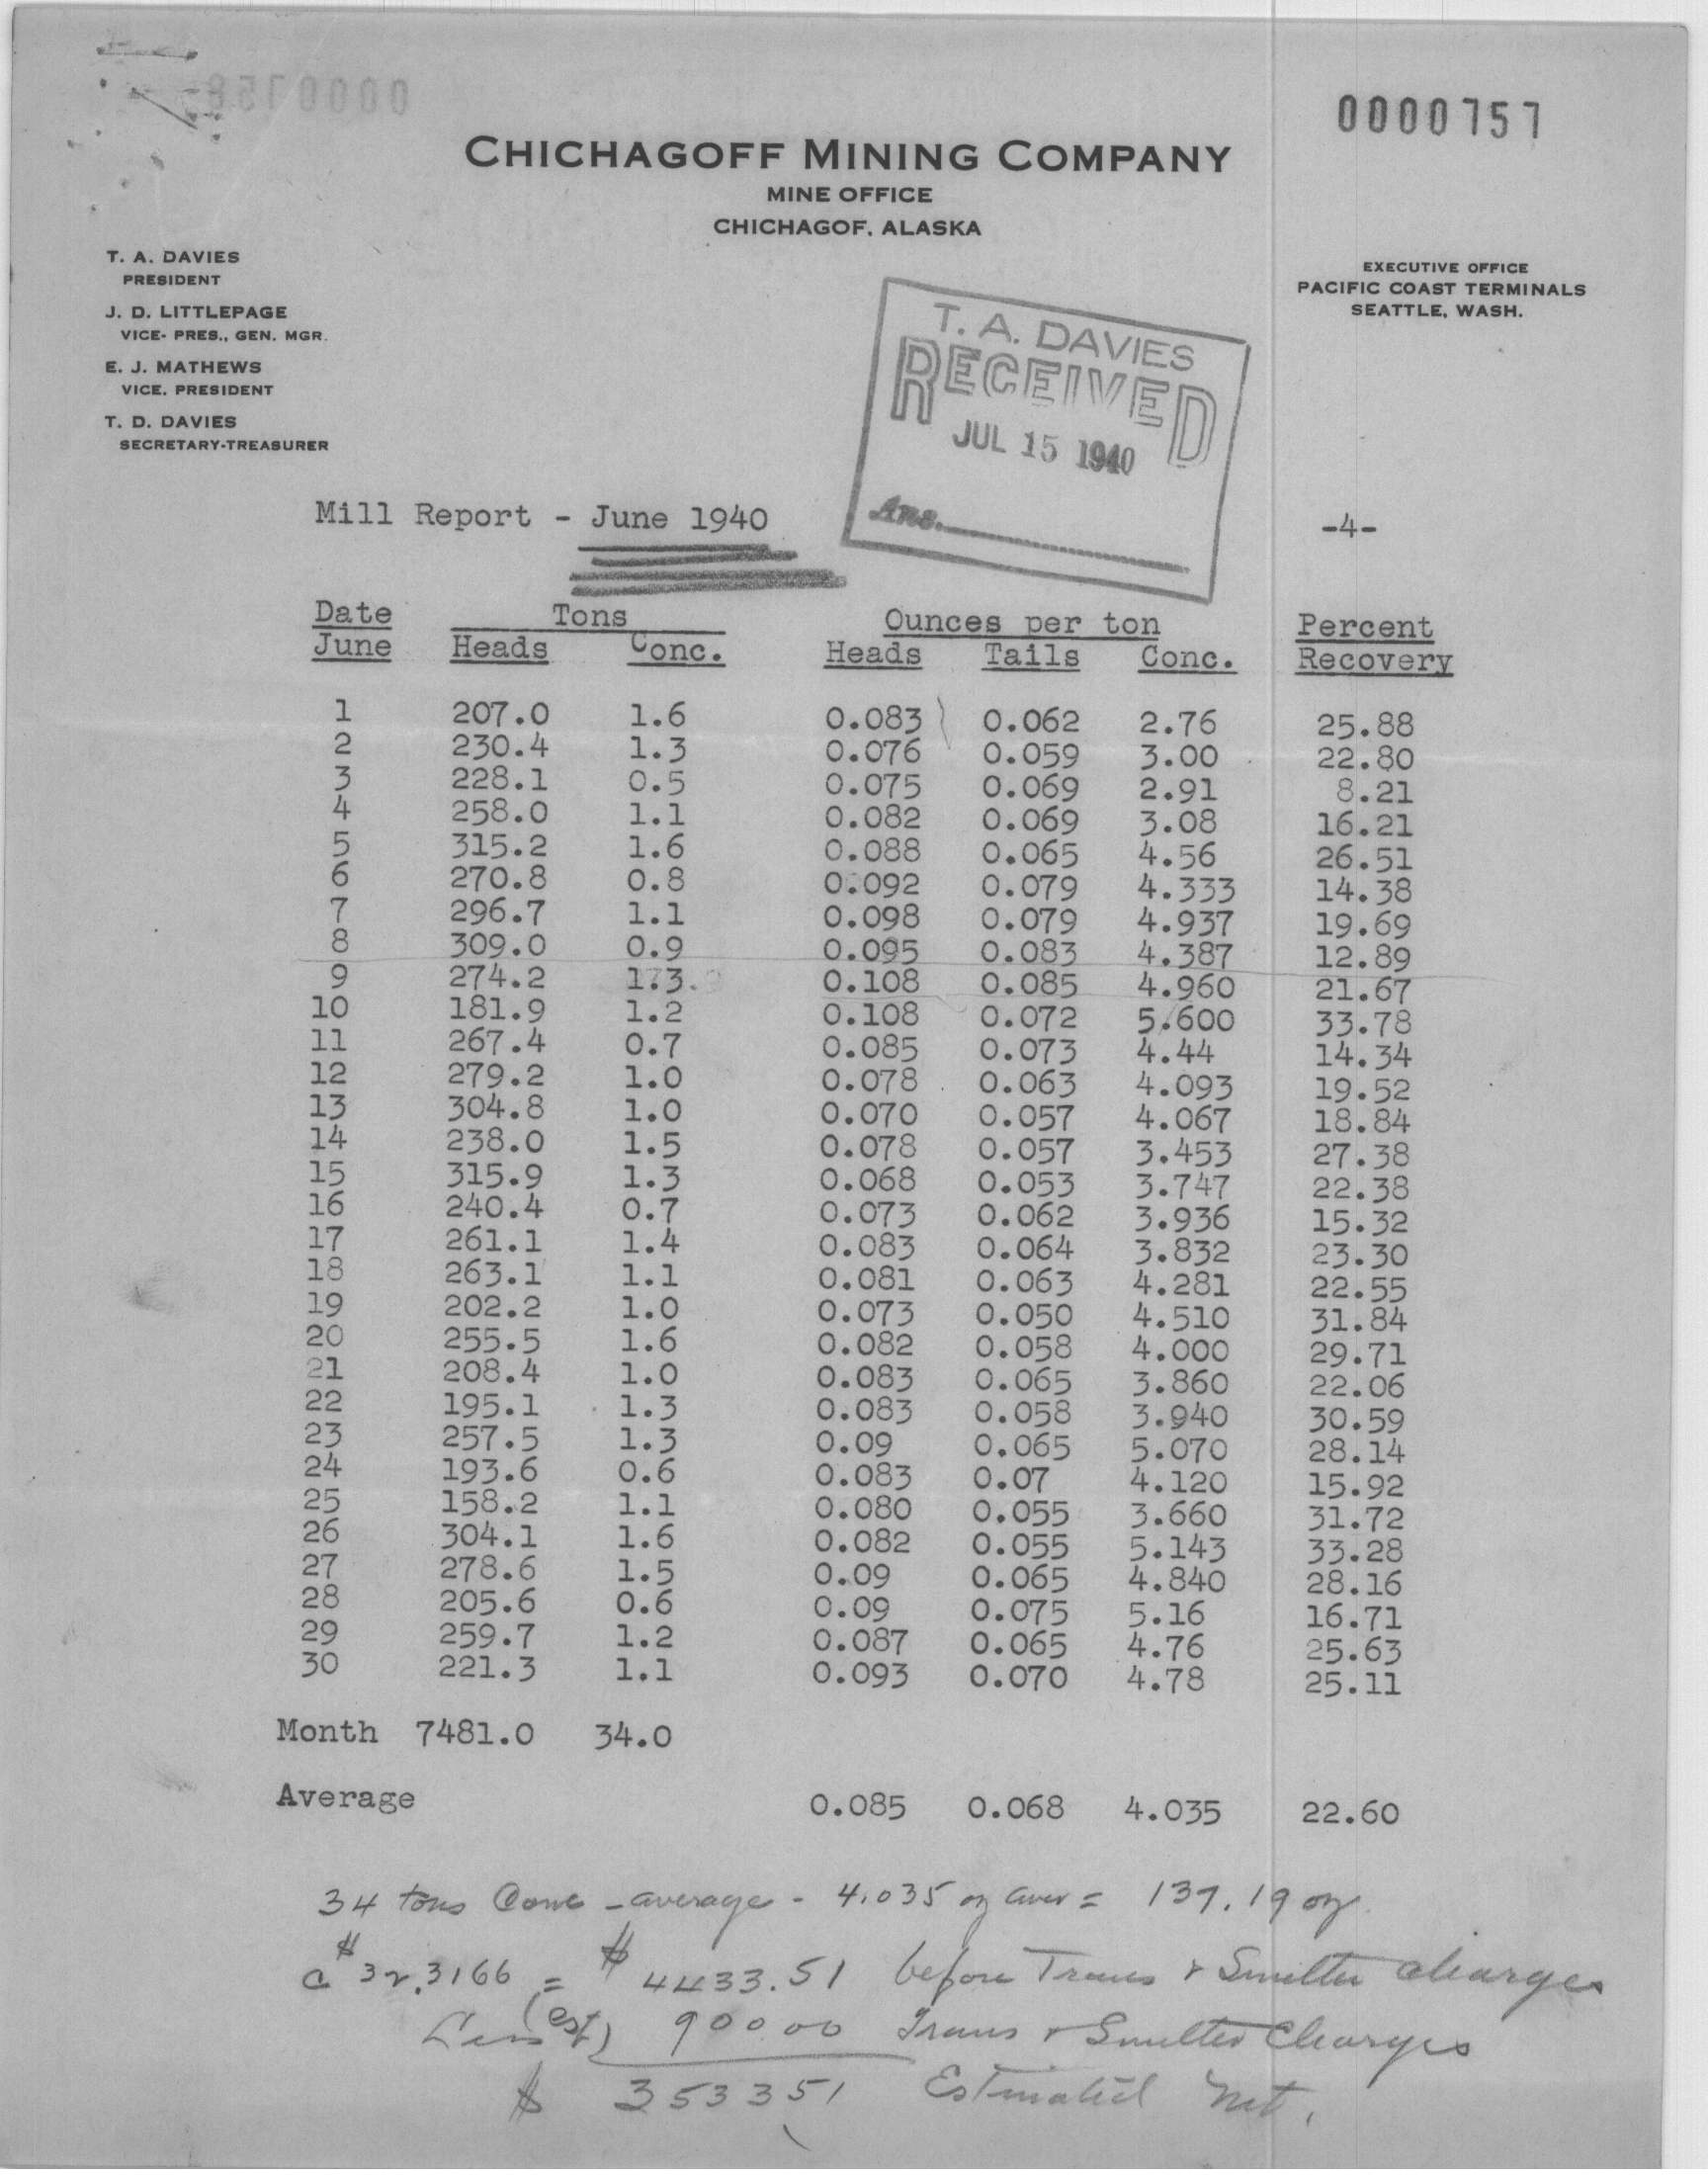 0000758
0000757
CHICHAGOFF MINING COMPANY
MINE OFFICE
CHICHAGOF, ALASKA
T. A. DAVIES
PRESIDENT
J. D. LITTLEPAGE
VICE- PRES., GEN. MGR.
E. J. MATHEWS
VICE. PRESIDENT
T. D. DAVIES
SECRETARY-TREASURER
EXECUTIVE OFFICE
PACIFIC COAST TERMINALS
SEATTLE, WASH.
T. A. DAVIES
RECEIVED
JUL 15 1940
Ans.
Mill Report - June 1940 -4-
Date Tons Ounces per ton Percent
June Heads Conc. Heads Tails Conc. Recovery
1 207.0 1.6 0.083 0.062 2.76 25.88
2 230.4 1.3 0.076 0.059 3.00 22.80
3 228.1 0.5 0.075 0.069 2.91 8.21
4 258.0 1.1 0.082 0.069 3.08 16.21
5 315.2 1.6 0.088 0.065 4.56 26.51
6 270.8 0.8 0.092 0.079 4.333 14.38
7 296.7 1.1 0.098 0.079 4.937 19.69
8 309.0 0.9 0.095 0.083 4.387 12.89
9 274.2 1.3 0.108 0.085 4.960 21.67
10 181.9 1.2 0.108 0.072 5.600 33.78
11 267.4 0.7 0.085 0.073 4.44 14.34
12 279.2 1.0 0.078 0.063 4.093 19.52
13 304.8 1.0 0.070 0.057 4.067 18.84
14 238.0 1.5 0.078 0.057 3.453 27.38
15 315.9 1.3 0.068 0.053 3.747 22.38
16 240.4 0.7 0.073 0.062 3.936 15.32
17 261.1 1.4 0.083 0.064 3.832 23.30
18 263.1 1.1 0.081 0.063 4.281 22.55
19 202.2 1.0 0.073 0.050 4.510 31.84
20 255.5 1.6 0.082 0.058 4.000 29.71
21 208.4 1.0 0.083 0.065 3.860 22.06
22 195.1 1.3 0.083 0.058 3.940 30.59
23 257.5 1.3 0.09 0.065 5.070 28.14
24 193.6 0.6 0.083 0.07 4.120 15.92
25 158.2 1.1 0.080 0.055 3.660 31.72
26 304.1 1.6 0.082 0.055 5.143 33.28
27 278.6 1.5 0.09 0.065 4.840 28.16
28 205.6 0.6 0.09 0.075 5.16 16.71
29 259.7 1.2 0.087 0.065 4.76 25.63
30 221.3 1.1 0.093 0.070 4.78 25.11
Month 7481.0 34.0
Average 0.085 0.068 4.035 22.60
34 tons Conc - average - 4.035 oz aver = 137.19 oz
@ $32.3166 = $4433.51 before Trans & Smelter charges
Less (est) 900.00 Trans & Smelter Charges
$ 3533 51 Estimated Net.